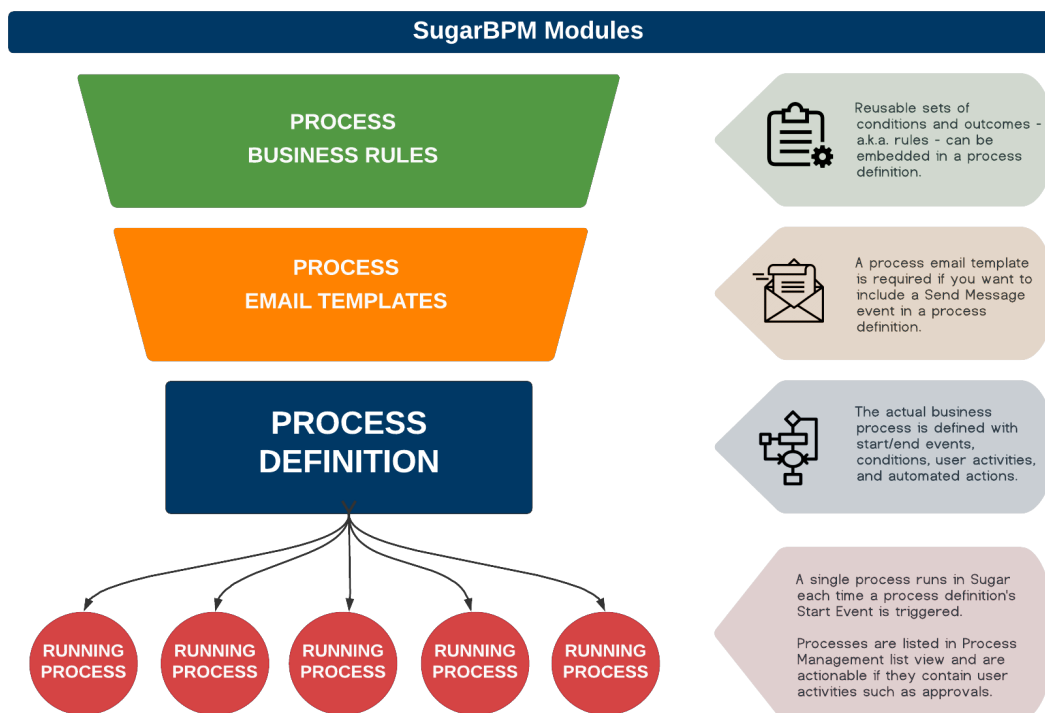 SugarBPM Modules
PROCESS
BUSINESS RULES
Reusable sets of
conditions and outcomes -
a.k.a. rules - can be
embedded in a process
definition.
PROCESS
EMAIL TEMPLATES
A process email template
is required if you want to
include a Send Message
event in a process
definition.
PROCESS
DEFINITION
The actual business
process is defined with
start/end events,
conditions, user activities,
and automated actions.
A single process runs in Sugar
each time a process definition's
Start Event is triggered.
Processes are listed in Process
Management list view and are
actionable if they contain user
activities such as approvals.
RUNNING
PROCESS
RUNNING
PROCESS
RUNNING
PROCESS
RUNNING
PROCESS
RUNNING
PROCESS